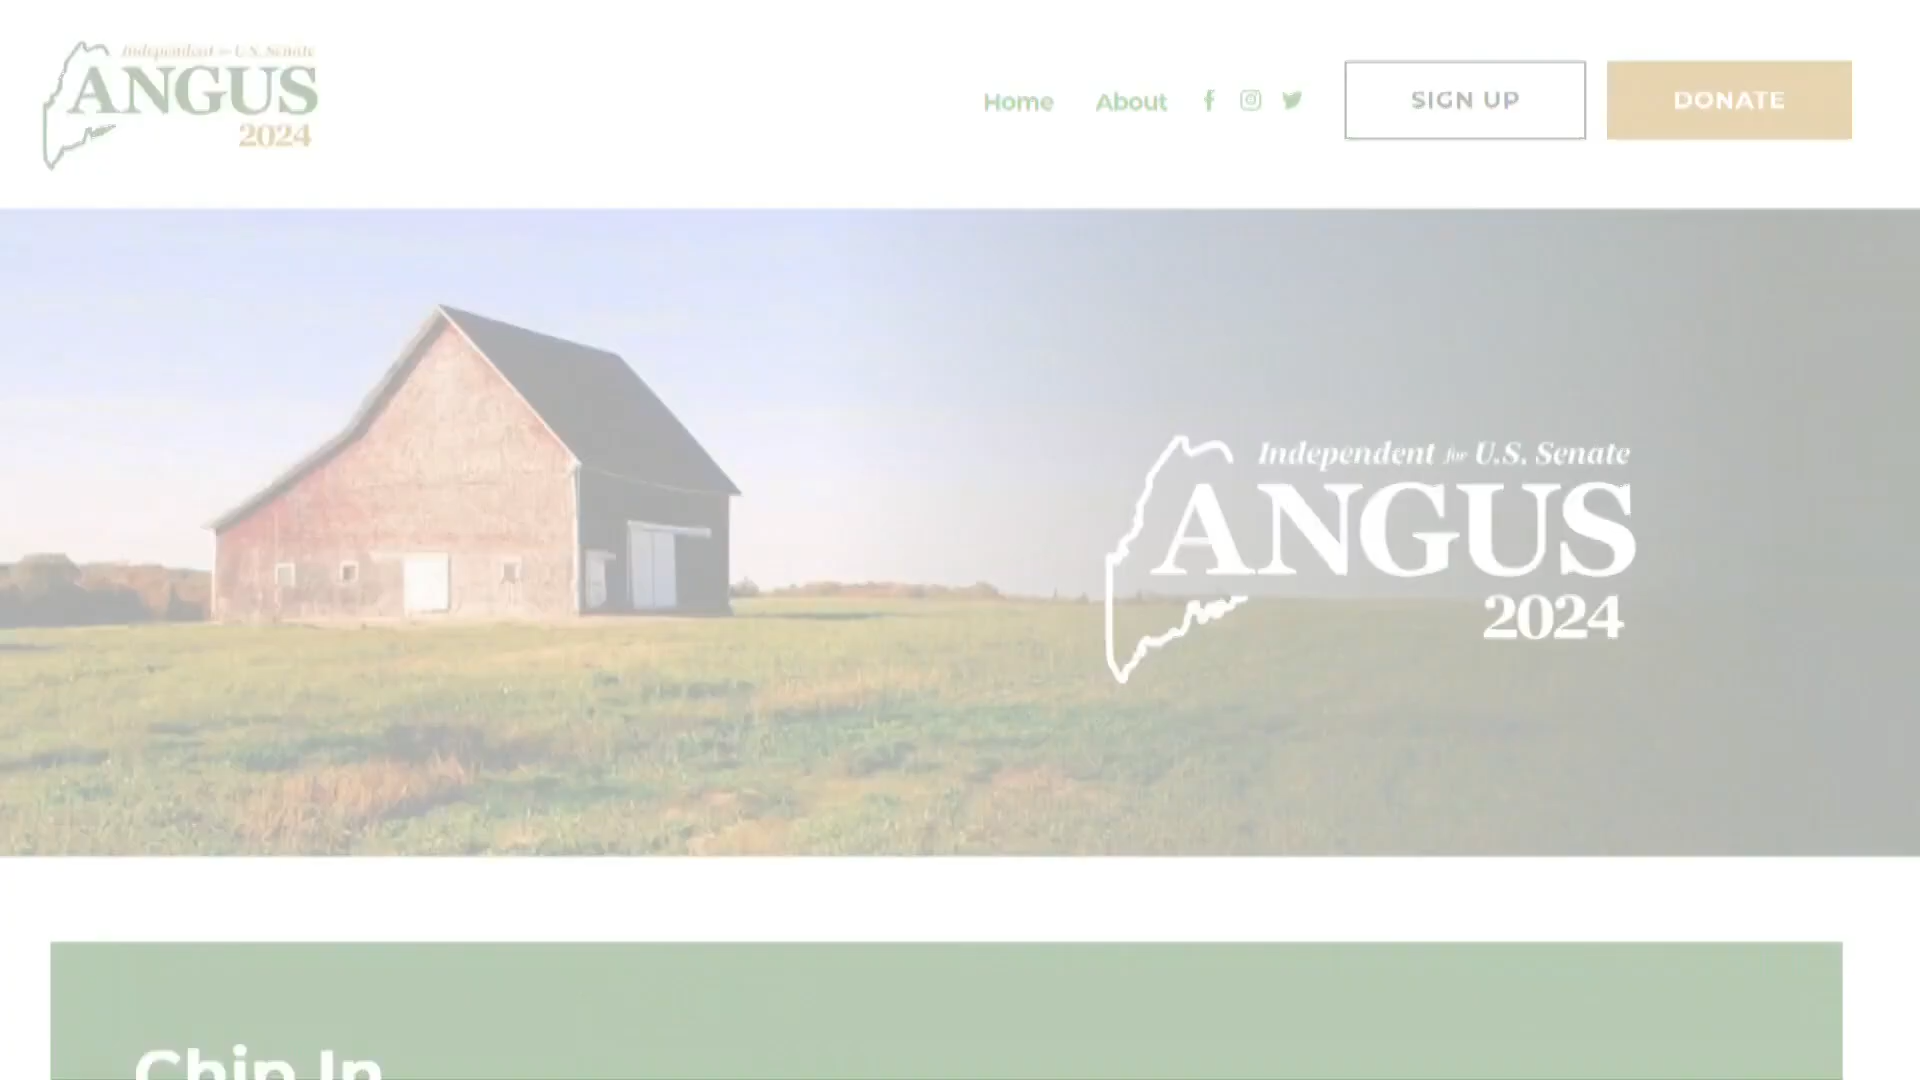 Independent for U.S. Senate
ANGUS
2024
Home
About
SIGN UP
DONATE
Independent for U.S. Senate
ANGUS
2024
Chip In